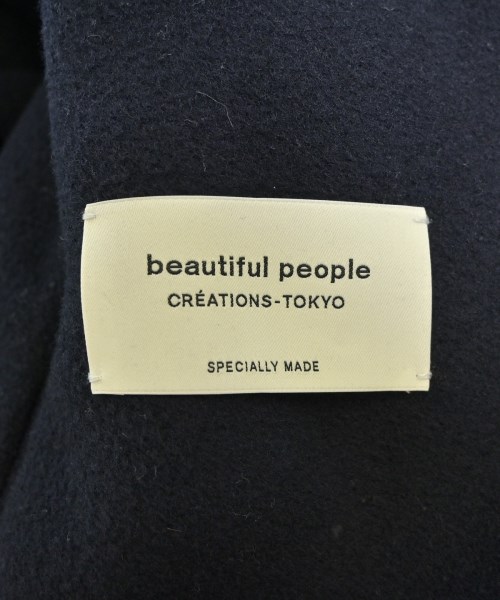 beautiful people
CRÉATIONS-TOKYO
SPECIALLY MADE